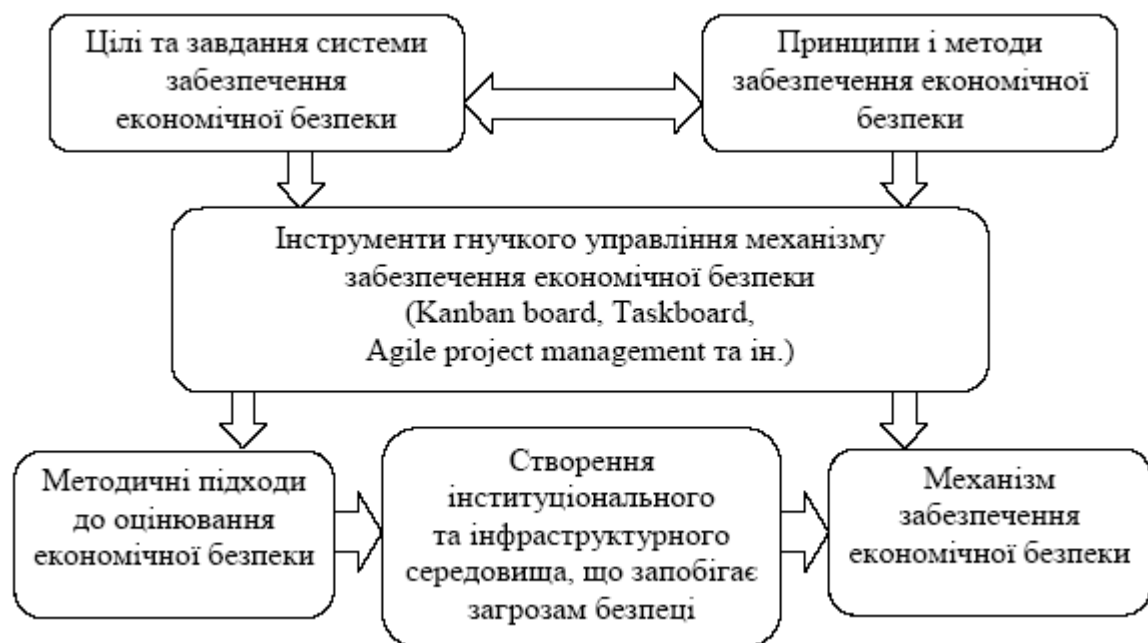 Цілі та завдання системи
забезпечення
економічної безпеки
Принципи і методи
забезпечення економічної
безпеки
Інструменти гнучкого управління механізму
забезпечення економічної безпеки
(Kanban board, Taskboard,
Agile project management та ін.)
Методичні підходи
до оцінювання
економічної безпеки
Створення
інституціонального
та інфраструктурного
середовища, що запобігає
загрозам безпеці
Механізм
забезпечення
економічної безпеки